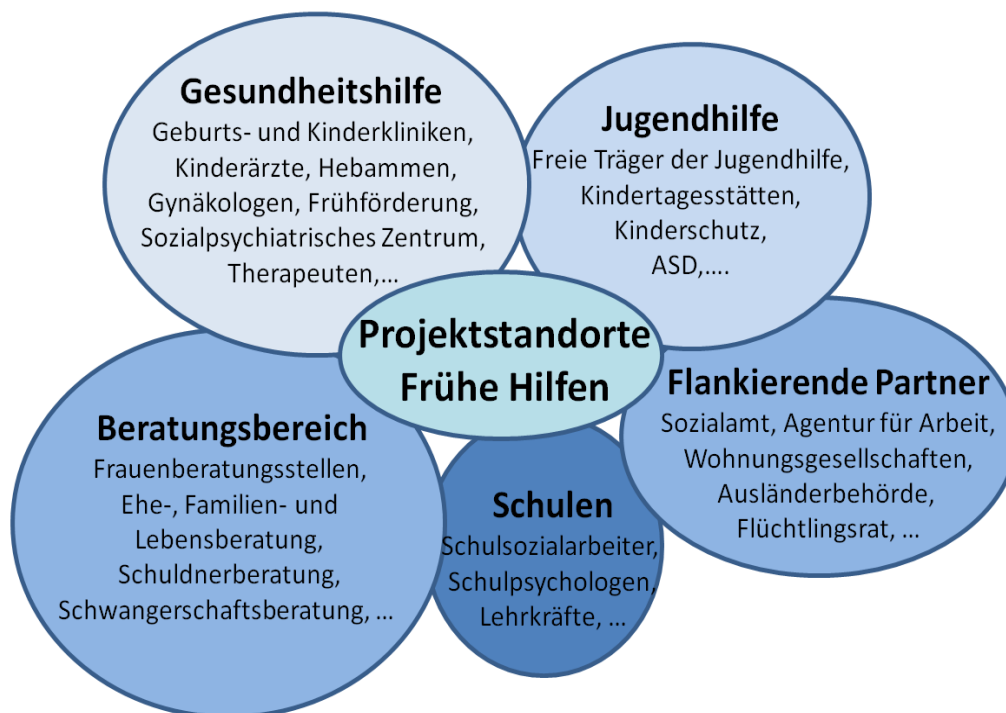 Gesundheitshilfe
Geburts- und Kinderkliniken,
Kinderärzte, Hebammen,
Gynäkologen, Frühförderung,
Sozialpsychiatrisches Zentrum,
Therapeuten,...
Jugendhilfe
Freie Träger der Jugendhilfe,
Kindertagesstätten,
Kinderschutz,
ASD,....
Projektstandorte
Frühe Hilfen
Flankierende Partner
Sozialamt, Agentur für Arbeit,
Wohnungsgesellschaften,
Ausländerbehörde,
Flüchtlingsrat, ...
Beratungsbereich
Frauenberatungsstellen,
Ehe-, Familien- und
Lebensberatung,
Schuldnerberatung,
Schwangerschaftsberatung, ...
Schulen
Schulsozialarbeiter,
Schulpsychologen,
Lehrkräfte, ...